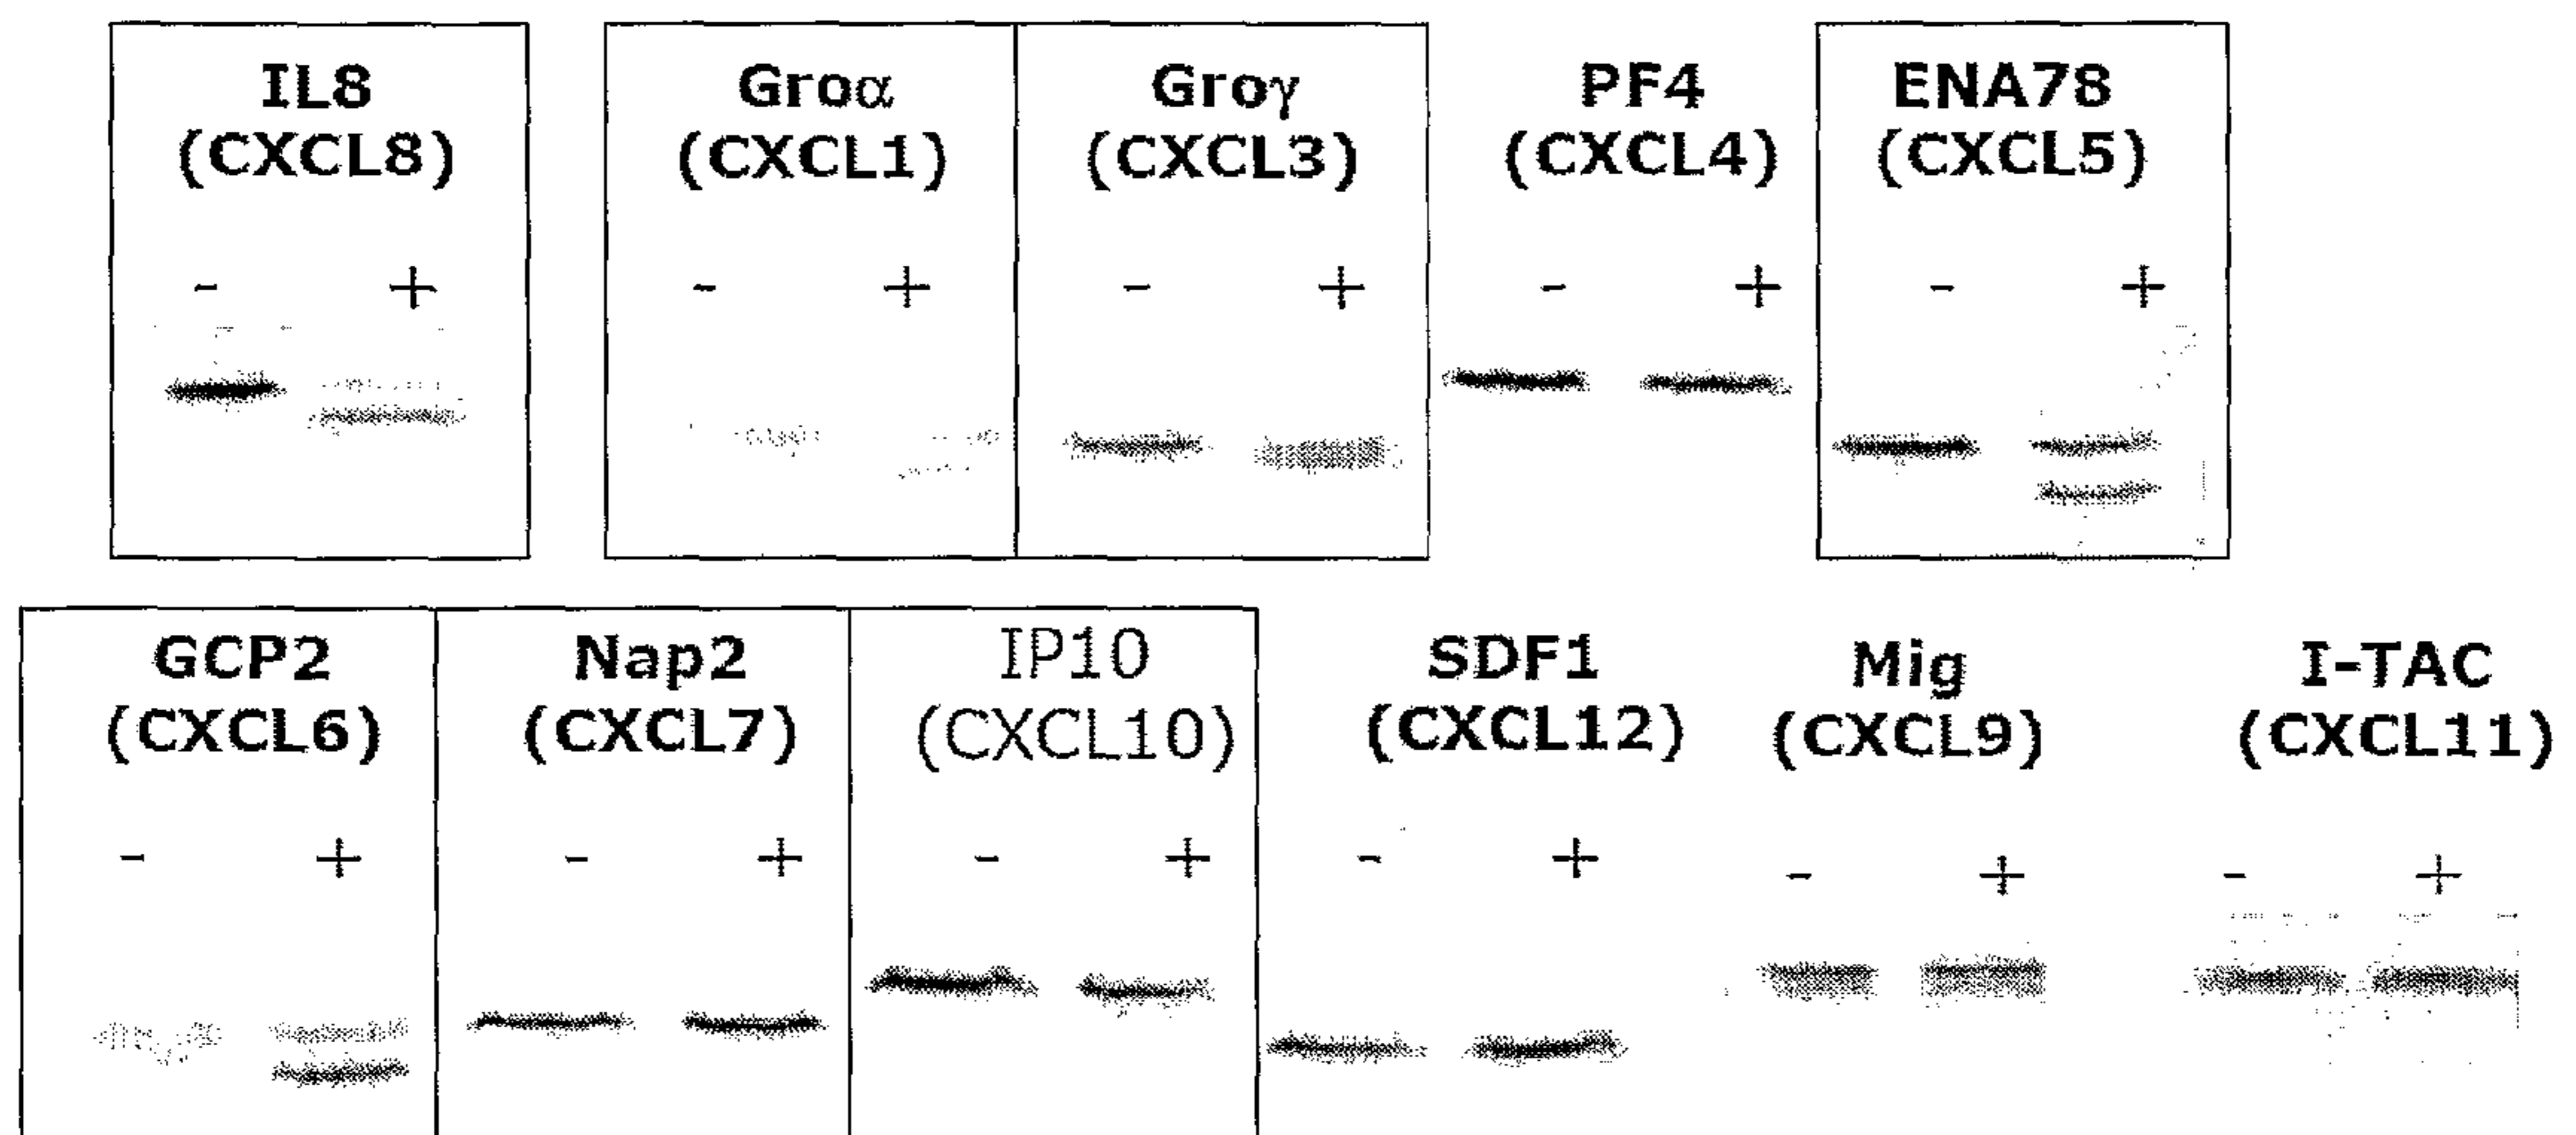 IL8 Groα Groγ PF4 ENA78
(CXCL8) (CXCL1) (CXCL3) (CXCL4) (CXCL5)
- + - + - + - + - +
GCP2 Nap2 IP10 SDF1 Mig I-TAC
(CXCL6) (CXCL7) (CXCL10) (CXCL12) (CXCL9) (CXCL11)
- + - + - + - + - + - +